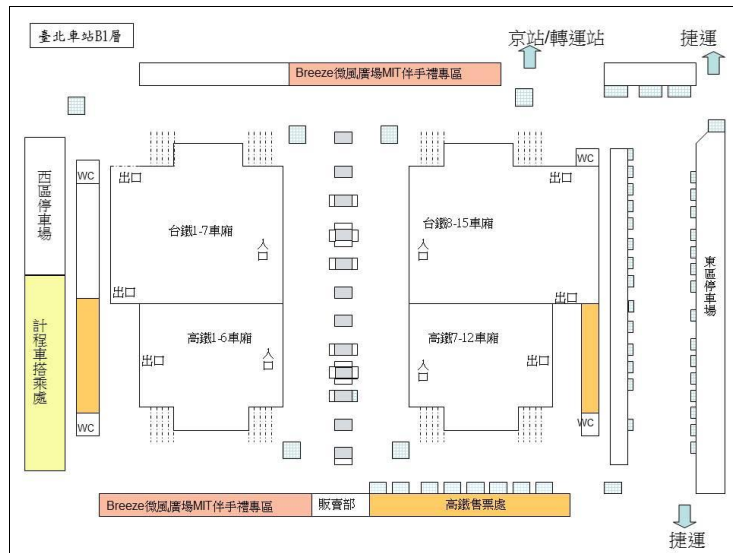 臺北車站B1層
京站/轉運站
捷運
Breeze微風廣場MIT伴手禮專區
西區停車場
WC
出口
台鐵1-7車廂
入口
出口
台鐵8-15車廂
入口
WC
出口
出口
東區停車場
計程車搭乘處
高鐵1-6車廂
出口
入口
高鐵7-12車廂
入口
出口
WC
WC
Breeze微風廣場MIT伴手禮專區
販賣部
高鐵售票處
捷運